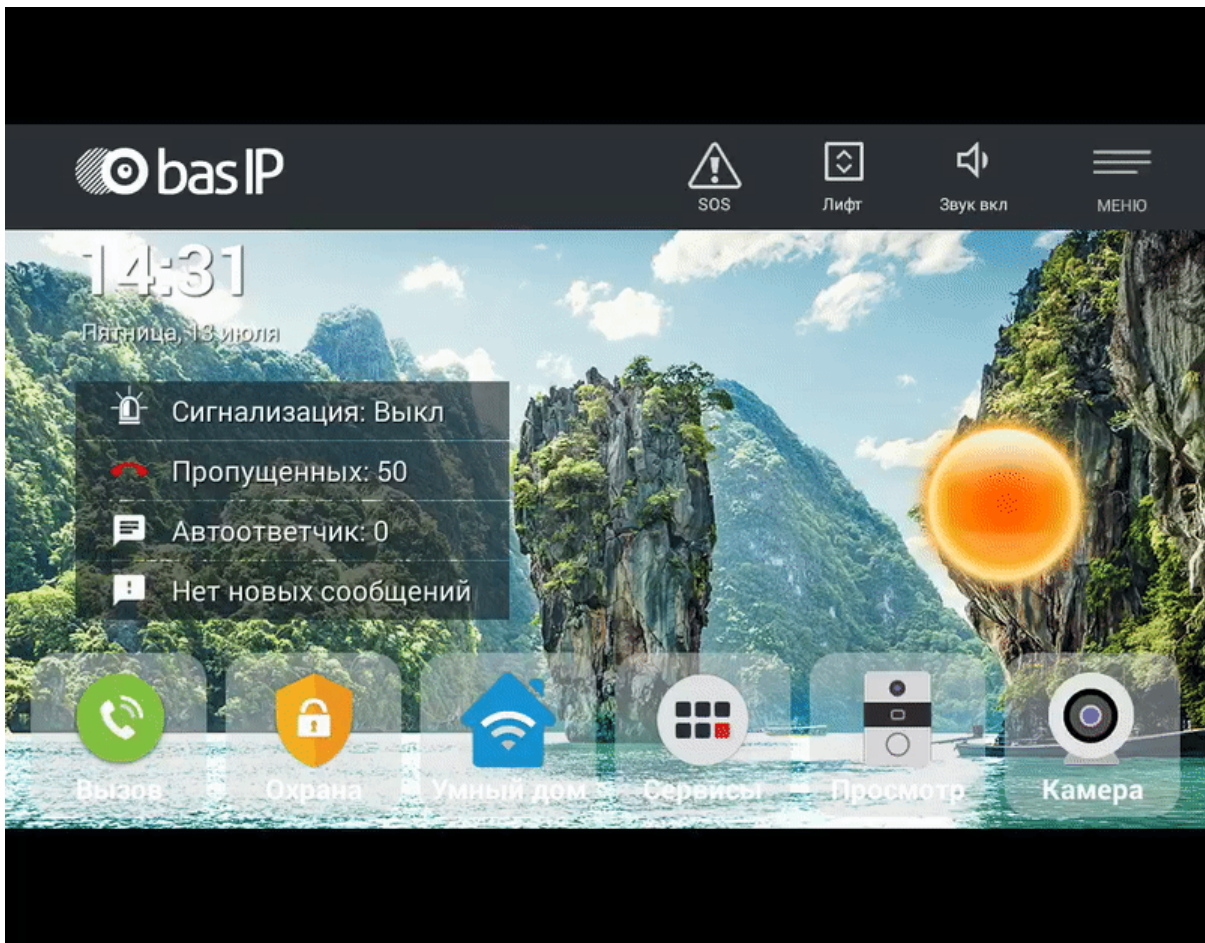 bas IP
SOS
Лифт
Звук вкл
МЕНЮ
14:31
Пятница, 13 июля
Сигнализация: Выкл
Пропущенных: 50
Автоответчик: 0
Нет новых сообщений
Вызов
Охрана
Умный дом
Сервисы
Просмотр
Камера